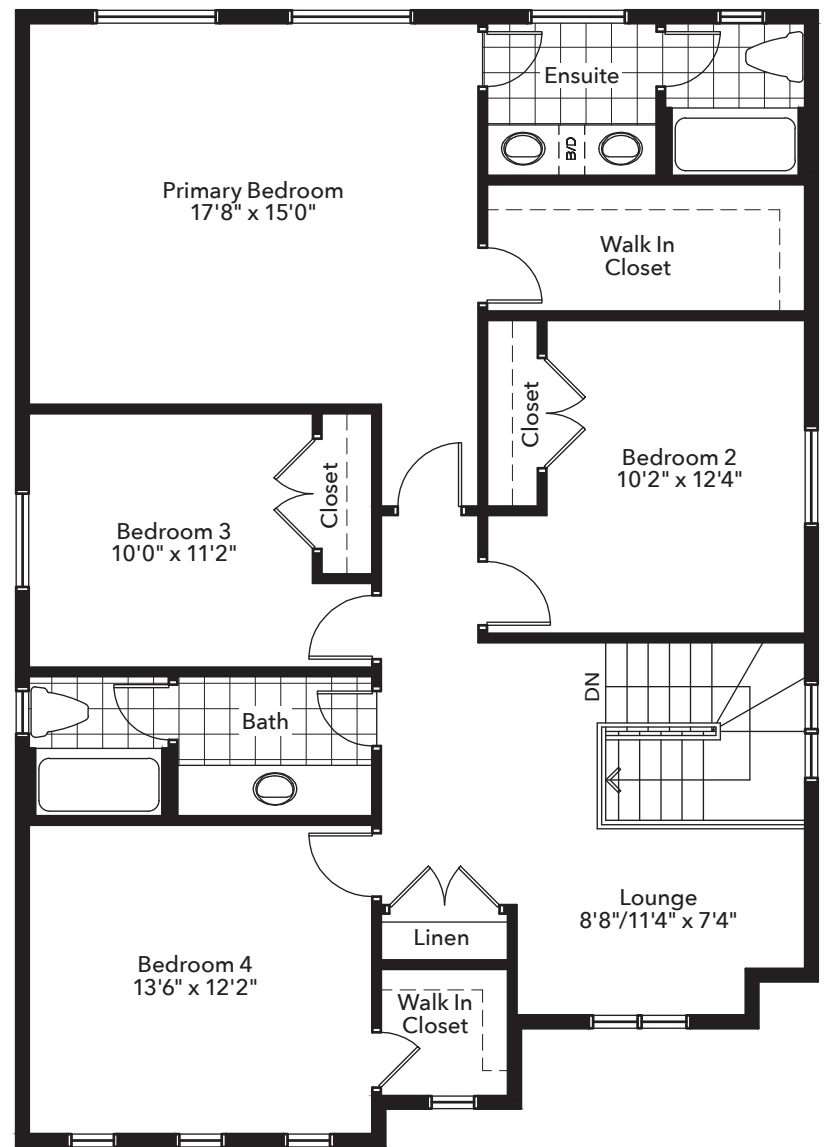 Ensuite
B/D
Primary Bedroom
17'8" x 15'0"
Walk In
Closet
Closet
Bedroom 2
10'2" x 12'4"
Closet
Bedroom 3
10'0" x 11'2"
DN
Bath
Lounge
8'8"/11'4" x 7'4"
Linen
Bedroom 4
13'6" x 12'2"
Walk In
Closet